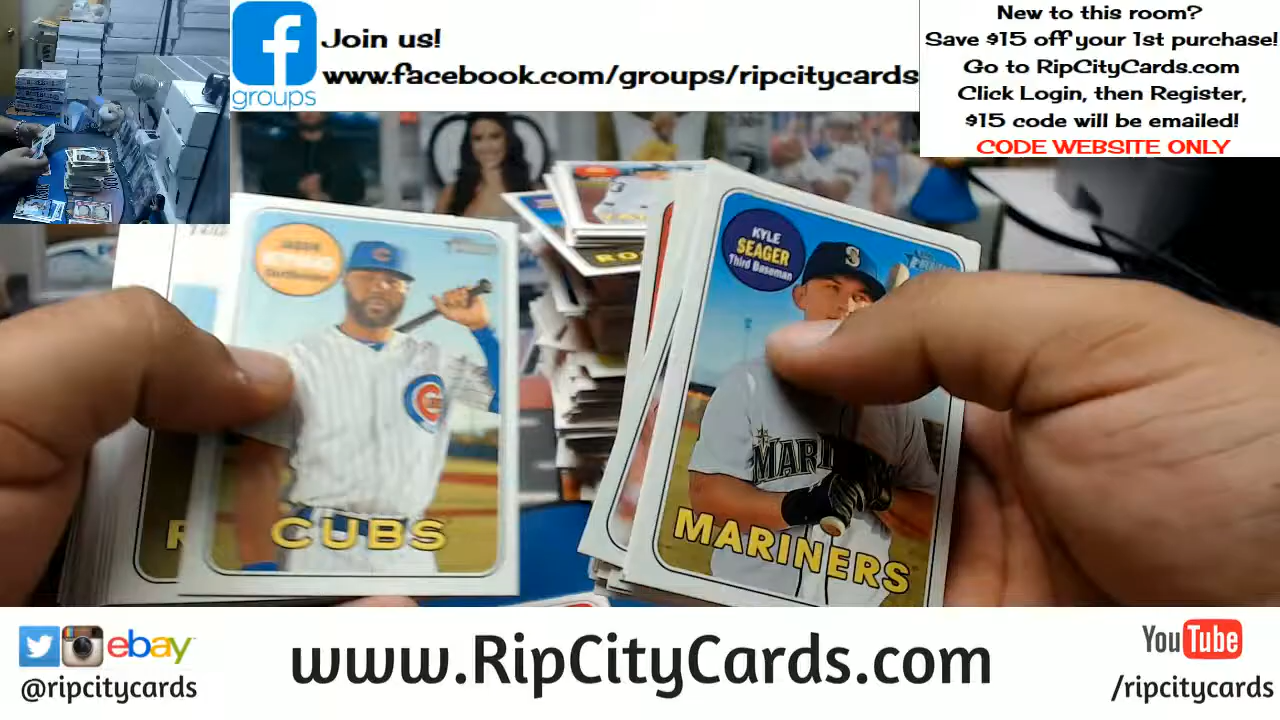 groups
Join us!
www.facebook.com/groups/ripcitycards
New to this room?
Save $15 off your 1st purchase!
Go to RipCityCards.com
Click Login, then Register,
$15 code will be emailed!
CODE WEBSITE ONLY
CUBS
RO
KYLE
SEAGER
Third Baseman
MARINERS
MARINERS
ebay
@ripcitycards
www.RipCityCards.com
YouTube
/ripcitycards